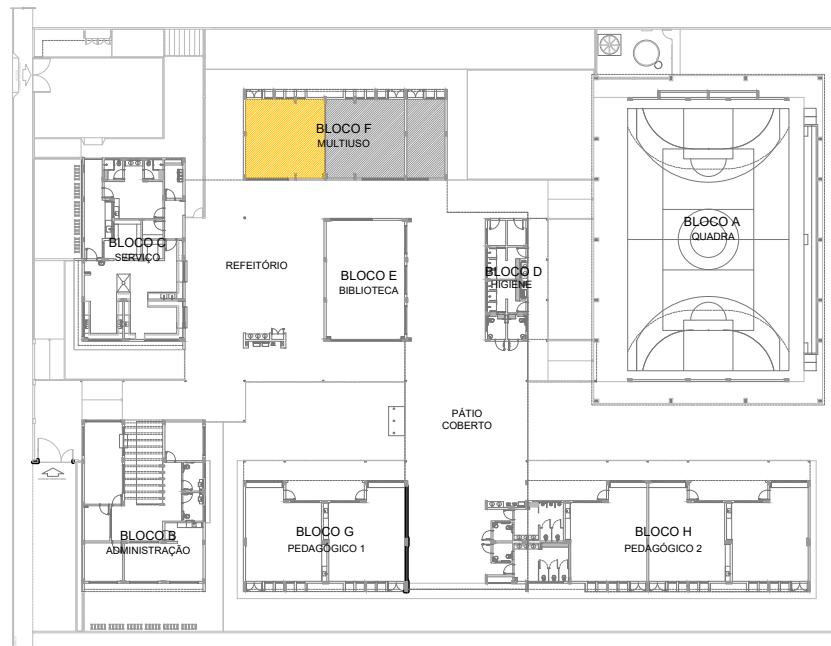 BLOCO F
MULTIUSO
BLOCO A
QUADRA
BLOCO C
SERVIÇO
REFEITÓRIO
BLOCO E
BIBLIOTECA
BLOCO D
HIGIENE
PÁTIO
COBERTO
BLOCO B
ADMINISTRAÇÃO
BLOCO G
PEDAGÓGICO 1
BLOCO H
PEDAGÓGICO 2